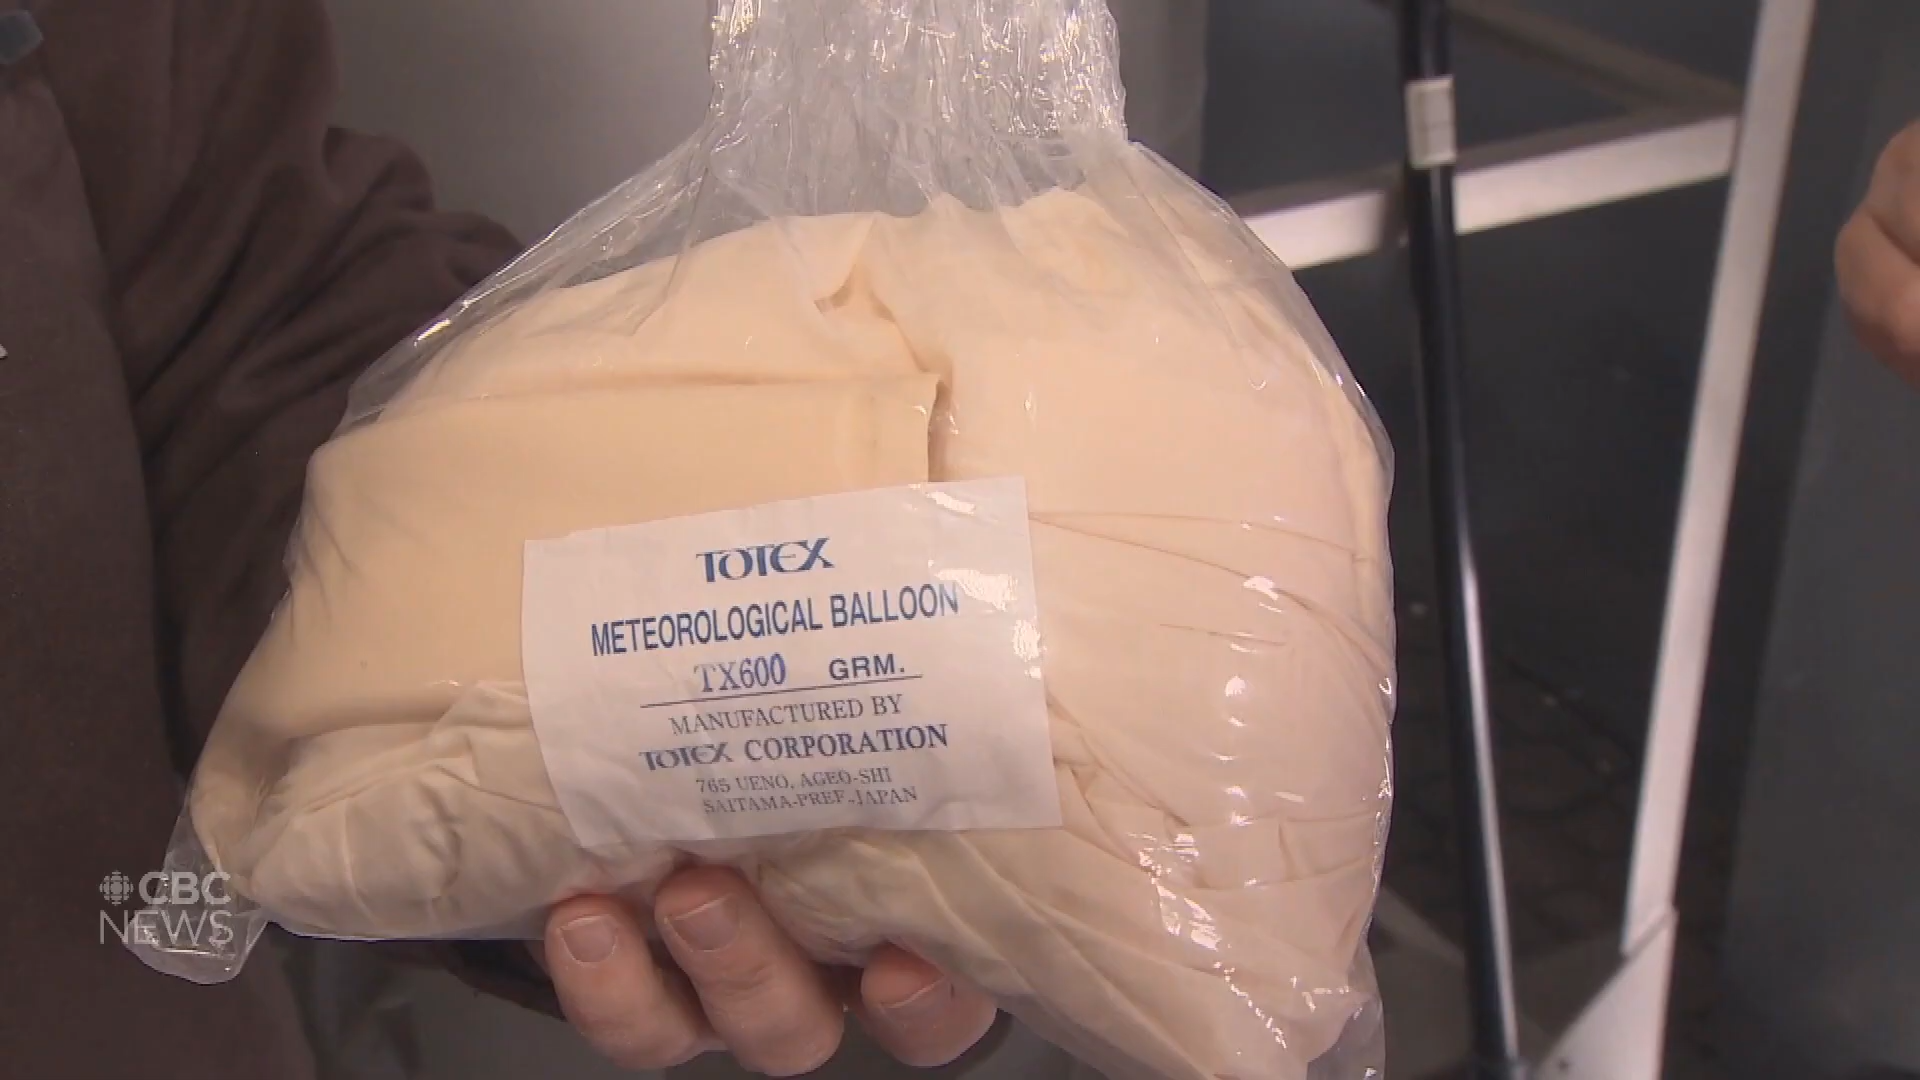 TOTEX
METEOROLOGICAL BALLOON
TX600 GRM.
MANUFACTURED BY
TOTEX CORPORATION
765 UENO, AGEO-SHI
SAITAMA-PREF.-JAPAN
CBC
NEWS